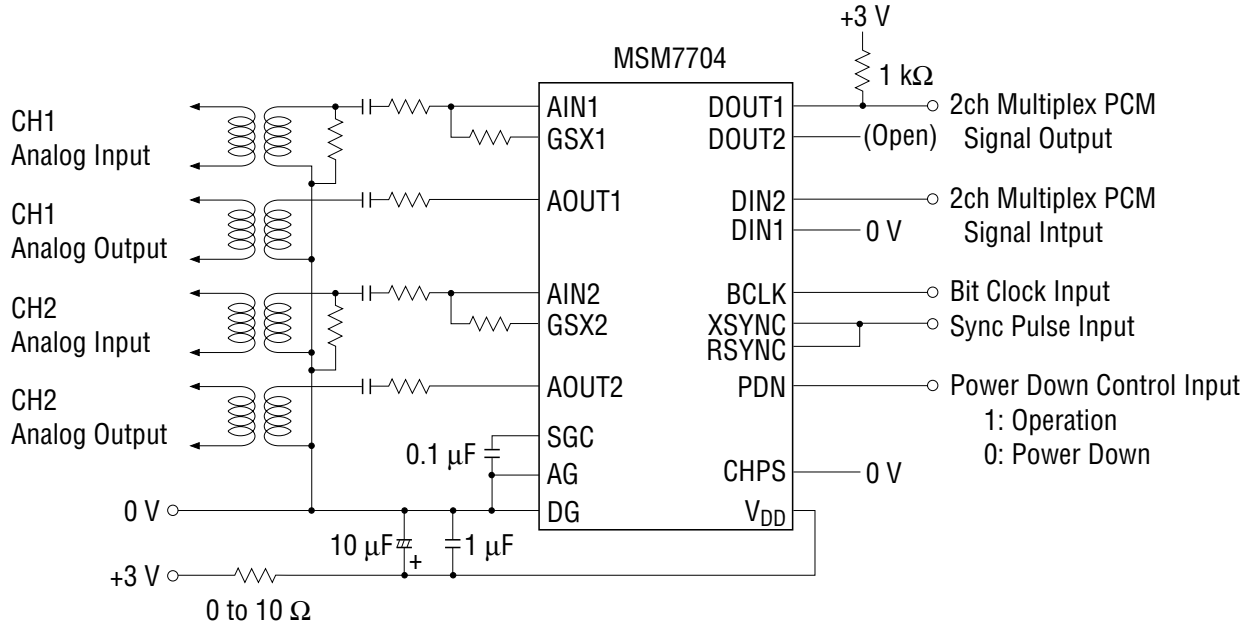 +3 V
MSM7704
1 kΩ
CH1
Analog Input
AIN1
GSX1
DOUT1
DOUT2
(Open)
2ch Multiplex PCM
Signal Output
CH1
Analog Output
AOUT1
DIN2
DIN1
0 V
2ch Multiplex PCM
Signal Intput
CH2
Analog Input
AIN2
GSX2
BCLK
XSYNC
RSYNC
Bit Clock Input
Sync Pulse Input
CH2
Analog Output
AOUT2
PDN
Power Down Control Input
1: Operation
0: Power Down
0.1 μF
SGC
AG
CHPS
0 V
0 V
DG
VDD
10 μF
+
1 μF
+3 V
0 to 10 Ω